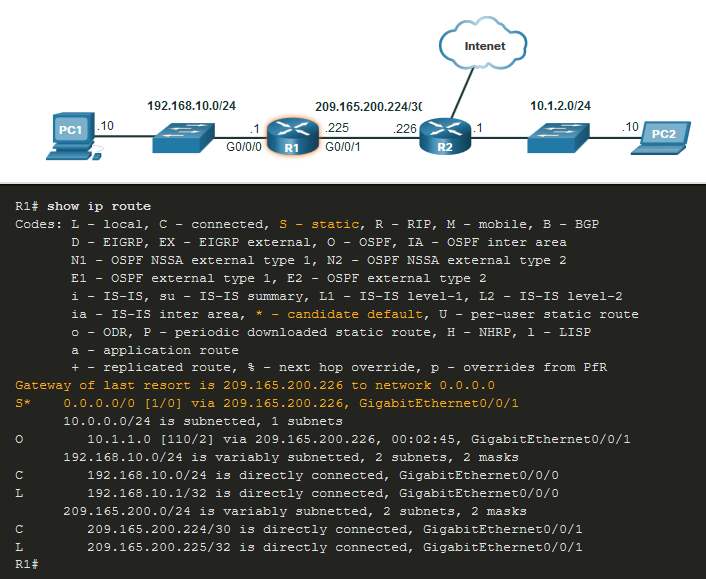 Intenet
192.168.10.0/24
209.165.200.224/30
10.1.2.0/24
PC1
.10
.1
R1
.225
.226
R2
.1
.10
PC2
G0/0/0
G0/0/1
R1# show ip route
Codes: L - local, C - connected, S - static, R - RIP, M - mobile, B - BGP
D - EIGRP, EX - EIGRP external, O - OSPF, IA - OSPF inter area
N1 - OSPF NSSA external type 1, N2 - OSPF NSSA external type 2
E1 - OSPF external type 1, E2 - OSPF external type 2
i - IS-IS, su - IS-IS summary, L1 - IS-IS level-1, L2 - IS-IS level-2
ia - IS-IS inter area, * - candidate default, U - per-user static route
o - ODR, P - periodic downloaded static route, H - NHRP, l - LISP
a - application route
+ - replicated route, % - next hop override, p - overrides from PfR
Gateway of last resort is 209.165.200.226 to network 0.0.0.0
S* 0.0.0.0/0 [1/0] via 209.165.200.226, GigabitEthernet0/0/1
10.0.0.0/24 is subnetted, 1 subnets
O 10.1.1.0 [110/2] via 209.165.200.226, 00:02:45, GigabitEthernet0/0/1
192.168.10.0/24 is variably subnetted, 2 subnets, 2 masks
C 192.168.10.0/24 is directly connected, GigabitEthernet0/0/0
L 192.168.10.1/32 is directly connected, GigabitEthernet0/0/0
209.165.200.0/24 is variably subnetted, 2 subnets, 2 masks
C 209.165.200.224/30 is directly connected, GigabitEthernet0/0/1
L 209.165.200.225/32 is directly connected, GigabitEthernet0/0/1
R1#